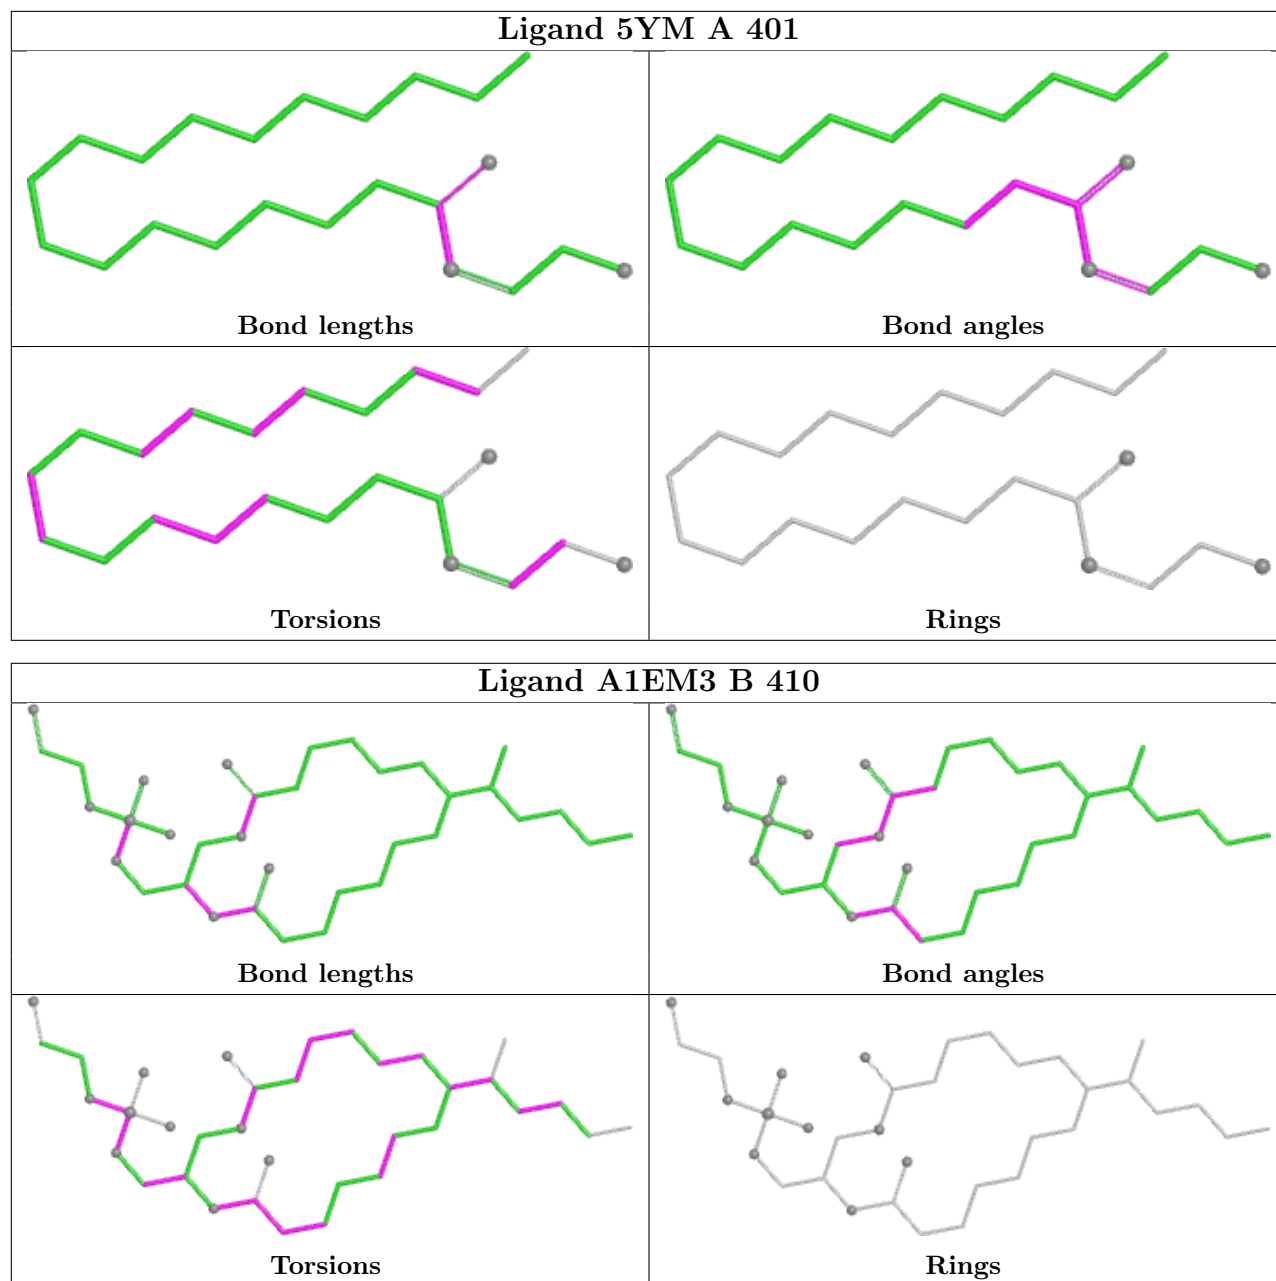 Ligand 5YM A 401
Bond lengths
Bond angles
Torsions
Rings
Ligand A1EM3 B 410
Bond lengths
Bond angles
Torsions
Rings